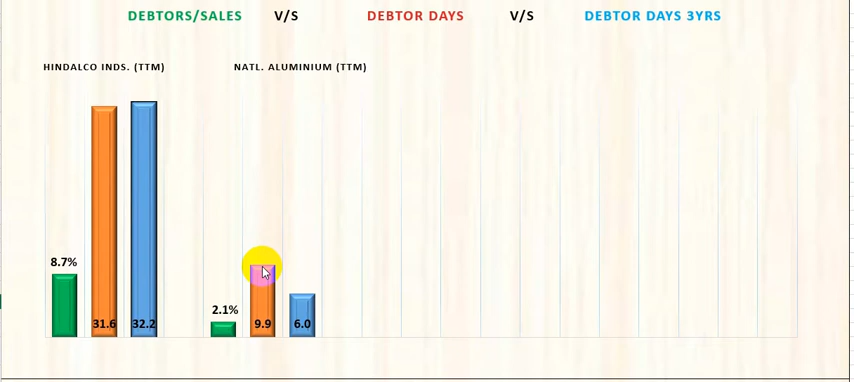 DEBTORS/SALES V/S DEBTOR DAYS V/S DEBTOR DAYS 3YRS
HINDALCO INDS. (TTM) NATL. ALUMINIUM (TTM)
8.7%
31.6 32.2
2.1%
9.9 6.0